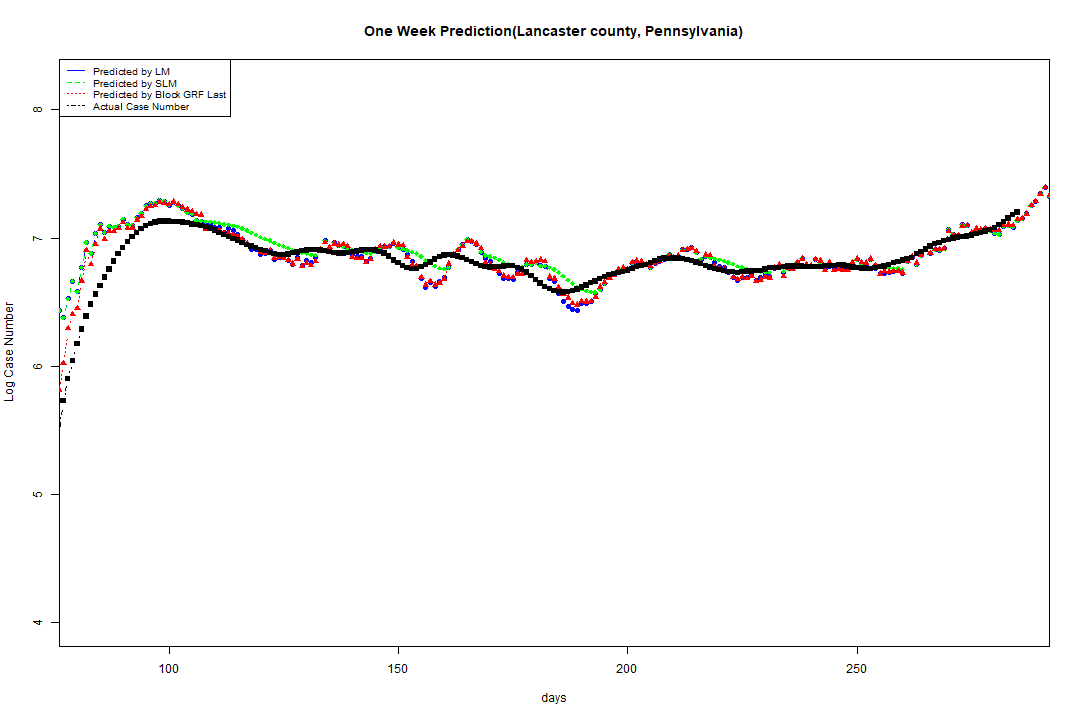 One Week Prediction(Lancaster county, Pennsylvania)
Predicted by LM
Predicted by SLM
Predicted by Block GRF Last
Actual Case Number
8
7
6
5
4
Log Case Number
100 150 200 250
days